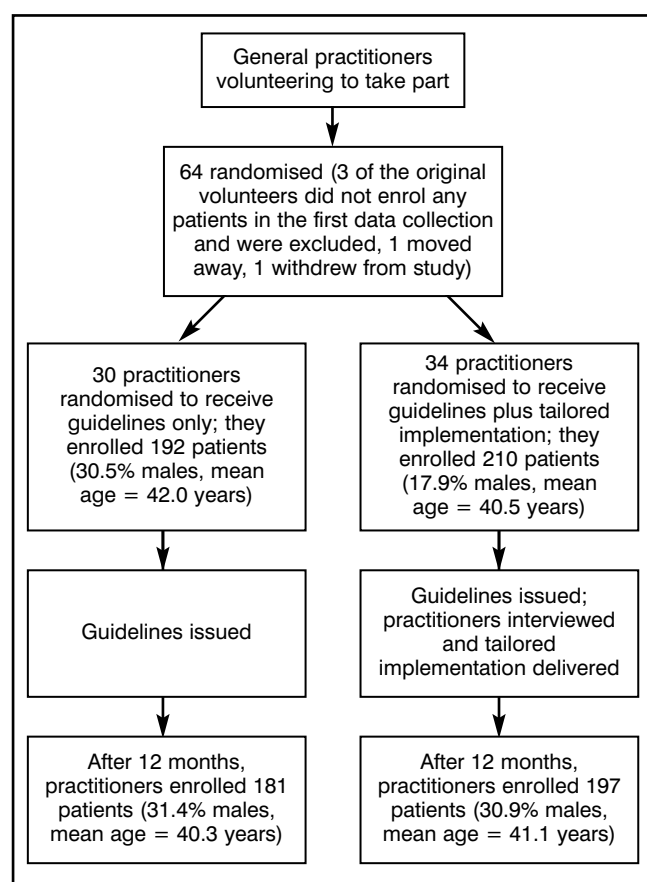 General practitioners
volunteering to take part
64 randomised (3 of the original
volunteers did not enrol any
patients in the first data collection
and were excluded, 1 moved
away, 1 withdrew from study)
30 practitioners
randomised to receive
guidelines only; they
enrolled 192 patients
(30.5% males, mean
age = 42.0 years)
34 practitioners
randomised to receive
guidelines plus tailored
implementation; they
enrolled 210 patients
(17.9% males, mean
age = 40.5 years)
Guidelines issued
Guidelines issued;
practitioners interviewed
and tailored
implementation delivered
After 12 months,
practitioners enrolled 181
patients (31.4% males,
mean age = 40.3 years)
After 12 months,
practitioners enrolled 197
patients (30.9% males,
mean age = 41.1 years)